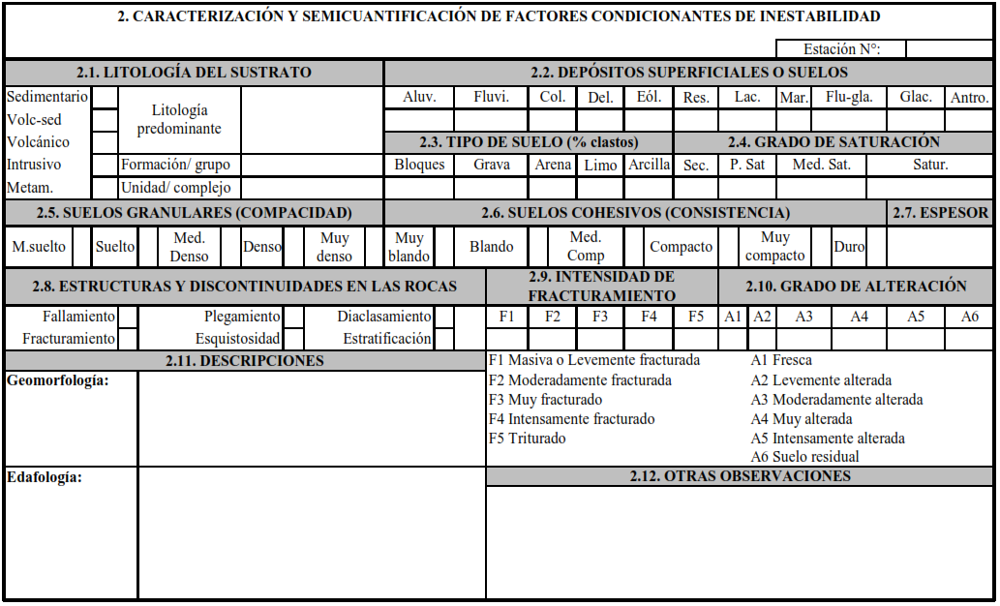 2. CARACTERIZACIÓN Y SEMICUANTIFICACIÓN DE FACTORES CONDICIONANTES DE INESTABILIDAD
Estación N°:
2.1. LITOLOGÍA DEL SUSTRATO
2.2. DEPÓSITOS SUPERFICIALES O SUELOS
Sedimentario
Volc-sed
Volcánico
Intrusivo
Metam.
Litología
predominante
Formación/ grupo
Unidad/ complejo
Aluv. Fluvi. Col. Del. Eól. Res. Lac. Mar. Flu-gla. Glac. Antro.
2.3. TIPO DE SUELO (% clastos)
2.4. GRADO DE SATURACIÓN
Bloques Grava Arena Limo Arcilla Sec. P. Sat Med. Sat. Satur.
2.5. SUELOS GRANULARES (COMPACIDAD)
2.6. SUELOS COHESIVOS (CONSISTENCIA)
2.7. ESPESOR
M.suelto
Suelto
Med.
Denso
Denso
Muy
denso
Muy
blando
Blando
Med.
Comp
Compacto
Muy
compacto
Duro
2.8. ESTRUCTURAS Y DISCONTINUIDADES EN LAS ROCAS
2.9. INTENSIDAD DE
FRACTURAMIENTO
2.10. GRADO DE ALTERACIÓN
Fallamiento Plegamiento Diaclasamiento
Fracturamiento Esquistosidad Estratificación
F1 F2 F3 F4 F5 A1 A2 A3 A4 A5 A6
2.11. DESCRIPCIONES
Geomorfología:
F1 Masiva o Levemente fracturada
F2 Moderadamente fracturada
F3 Muy fracturado
F4 Intensamente fracturado
F5 Triturado
A1 Fresca
A2 Levemente alterada
A3 Moderadamente alterada
A4 Muy alterada
A5 Intensamente alterada
A6 Suelo residual
Edafología:
2.12. OTRAS OBSERVACIONES